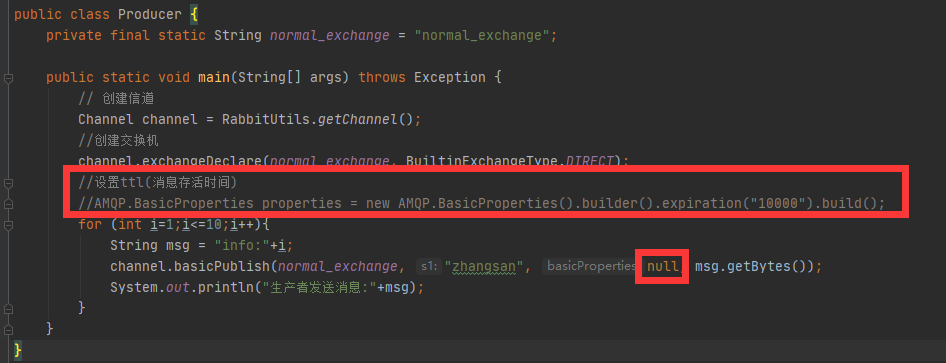 public class Producer {
private final static String normal_exchange = "normal_exchange";
public static void main(String[] args) throws Exception {
// 创建信道
Channel channel = RabbitUtils.getChannel();
//创建交换机
channel.exchangeDeclare(normal_exchange, BuiltinExchangeType.DIRECT);
//设置ttl(消息存活时间)
//AMQP.BasicProperties properties = new AMQP.BasicProperties().builder().expiration("10000").build();
for (int i=1;i<=10;i++){
String msg = "info:"+i;
channel.basicPublish(normal_exchange, s1: "zhangsan", basicProperties null, msg.getBytes());
System.out.println("生产者发送消息:"+msg);
}
}
}